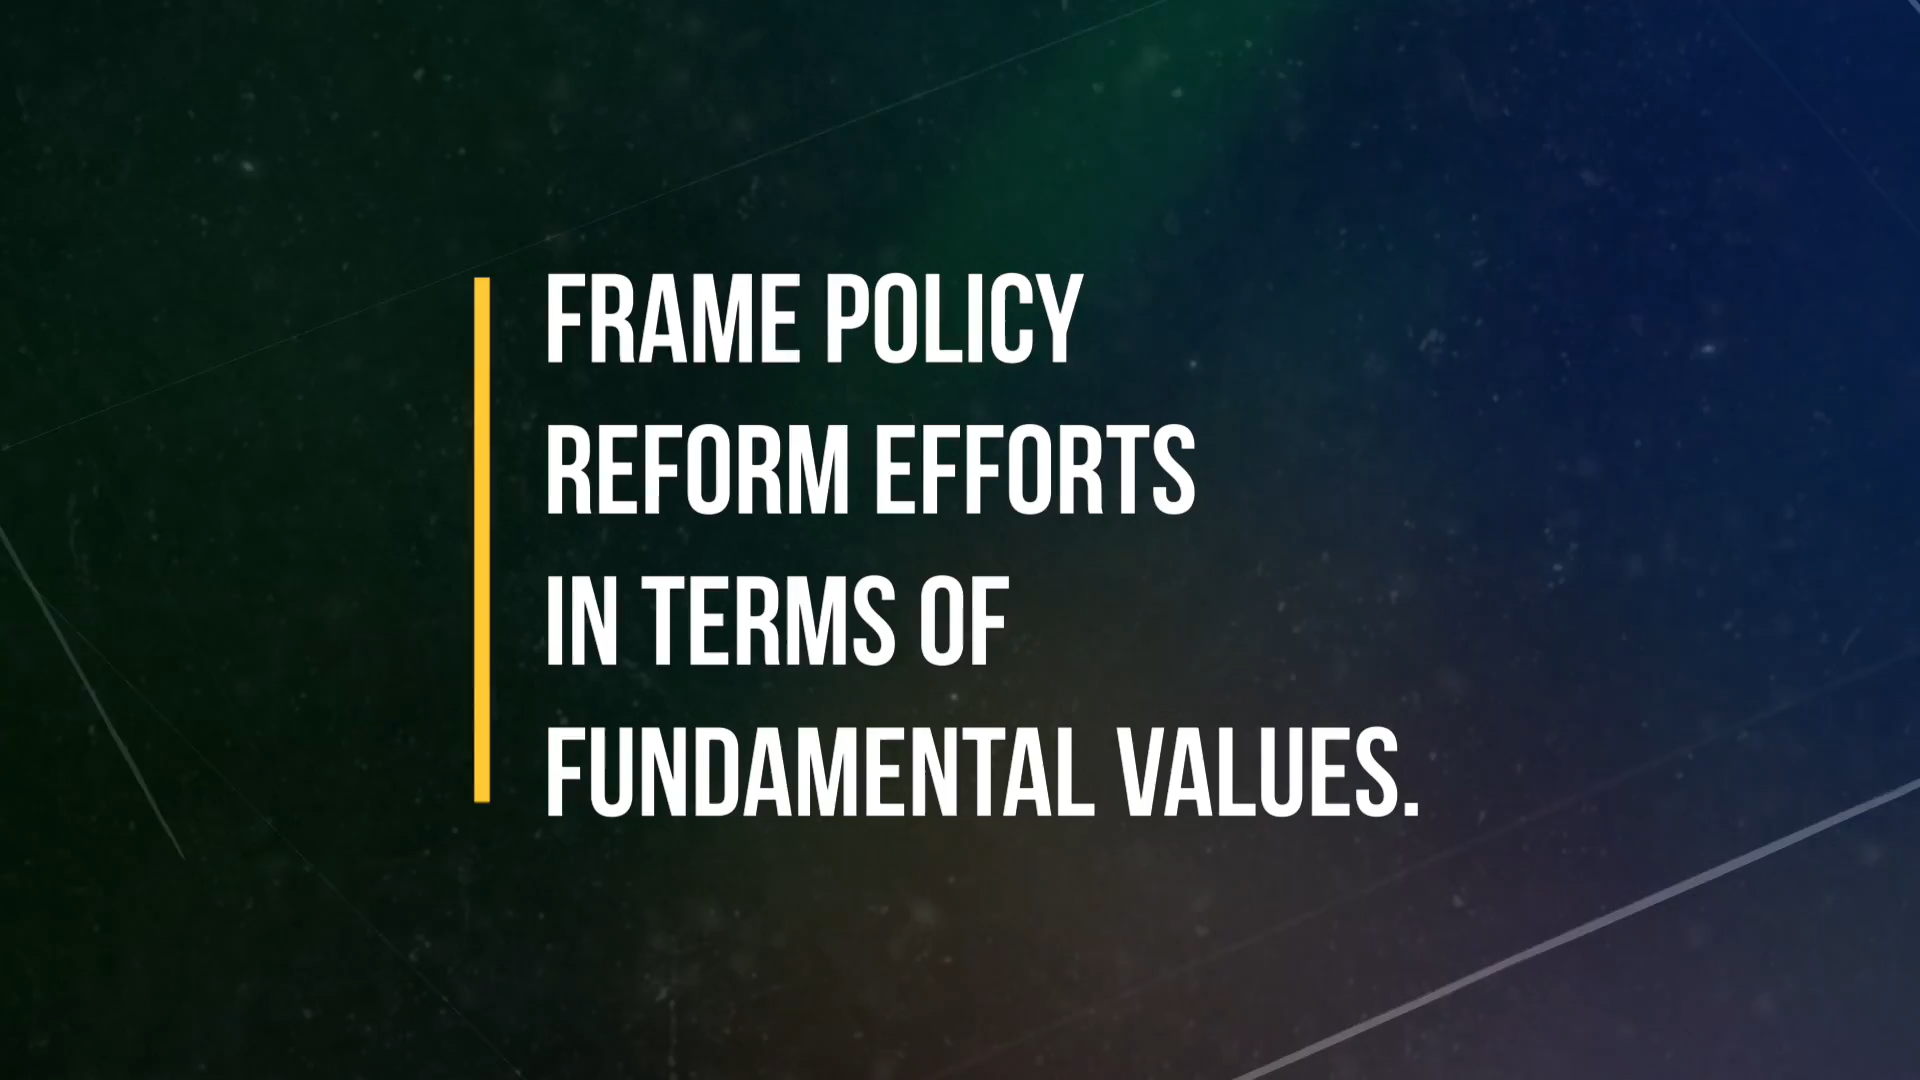 FRAME POLICY
REFORM EFFORTS
IN TERMS OF
FUNDAMENTAL VALUES.